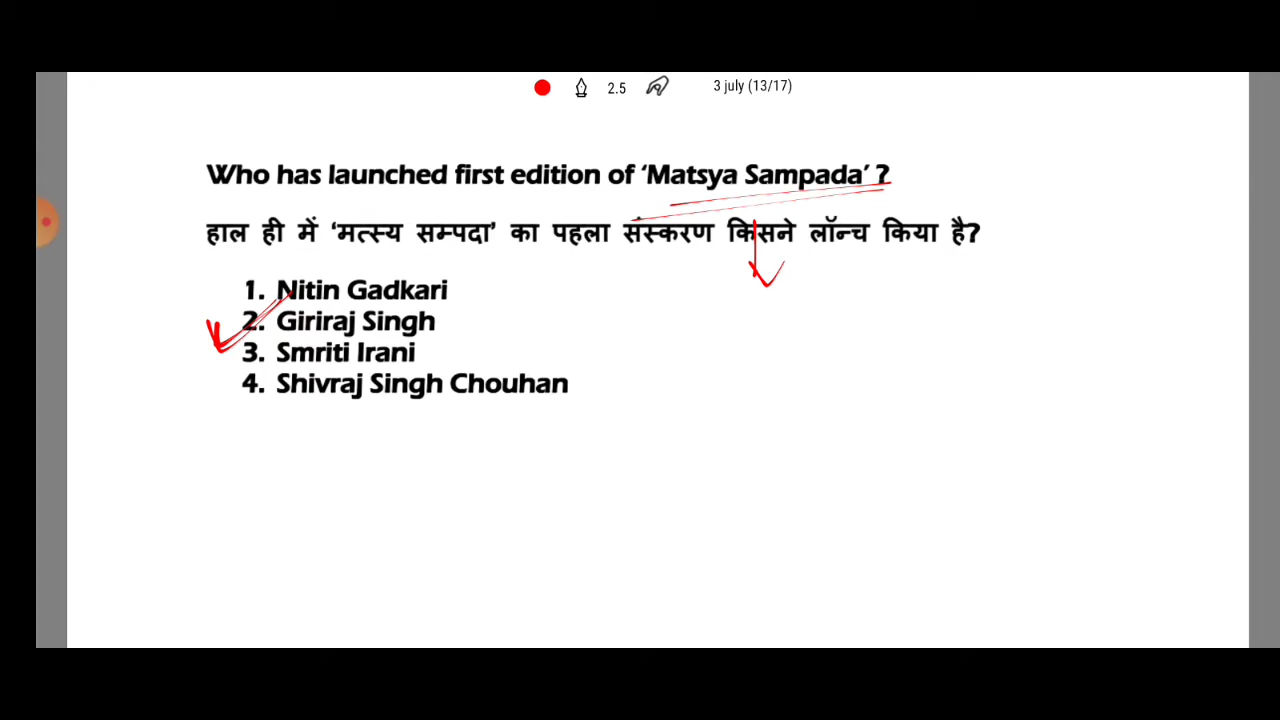 2.5 3 july (13/17)
Who has launched first edition of ‘Matsya Sampada’ ?
हाल ही में ‘मत्स्य सम्पदा’ का पहला संस्करण किसने लॉन्च किया है?
1. Nitin Gadkari
2. Giriraj Singh
3. Smriti Irani
4. Shivraj Singh Chouhan